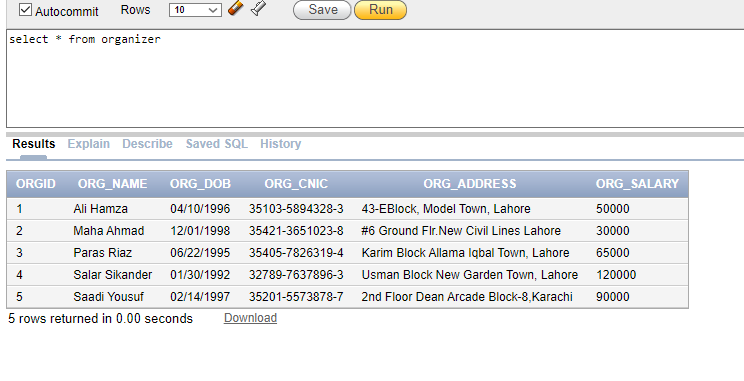 Autocommit Rows 10 Save Run
select * from organizer
Results Explain Describe Saved SQL History
ORGID ORG_NAME ORG_DOB ORG_CNIC ORG_ADDRESS ORG_SALARY
1 Ali Hamza 04/10/1996 35103-5894328-3 43-EBlock, Model Town, Lahore 50000
2 Maha Ahmad 12/01/1998 35421-3651023-8 #6 Ground Flr.New Civil Lines Lahore 30000
3 Paras Riaz 06/22/1995 35405-7826319-4 Karim Block Allama Iqbal Town, Lahore 65000
4 Salar Sikander 01/30/1992 32789-7637896-3 Usman Block New Garden Town, Lahore 120000
5 Saadi Yousuf 02/14/1997 35201-5573878-7 2nd Floor Dean Arcade Block-8,Karachi 90000
5 rows returned in 0.00 seconds Download